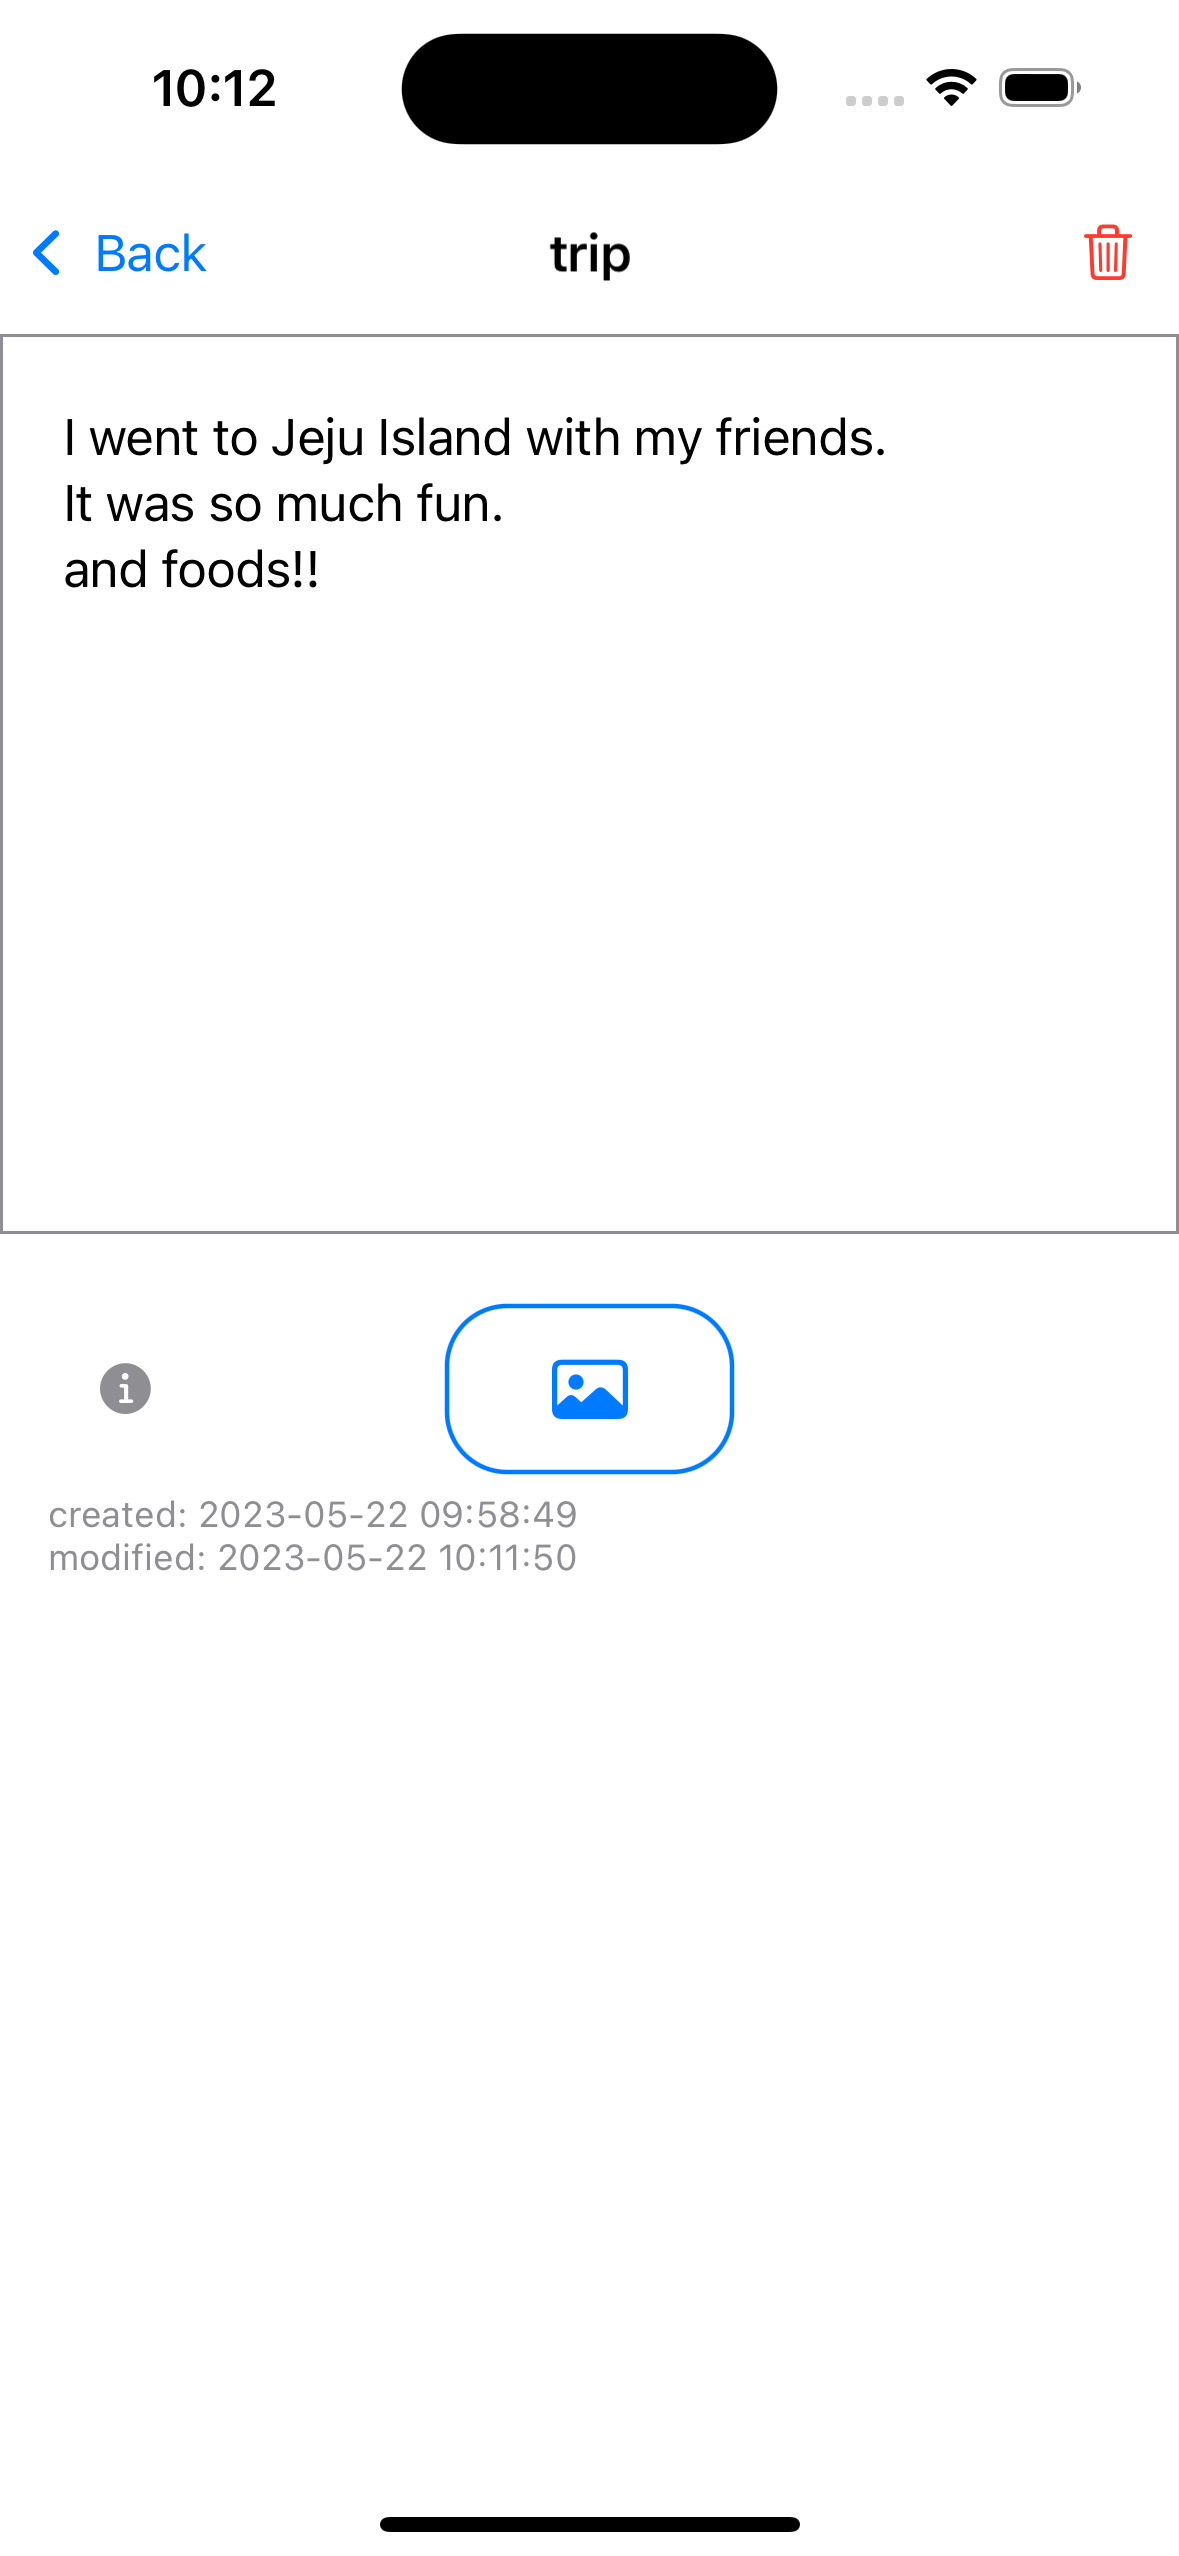 10:12
Back
trip
I went to Jeju Island with my friends.
It was so much fun.
and foods!!
created: 2023-05-22 09:58:49
modified: 2023-05-22 10:11:50